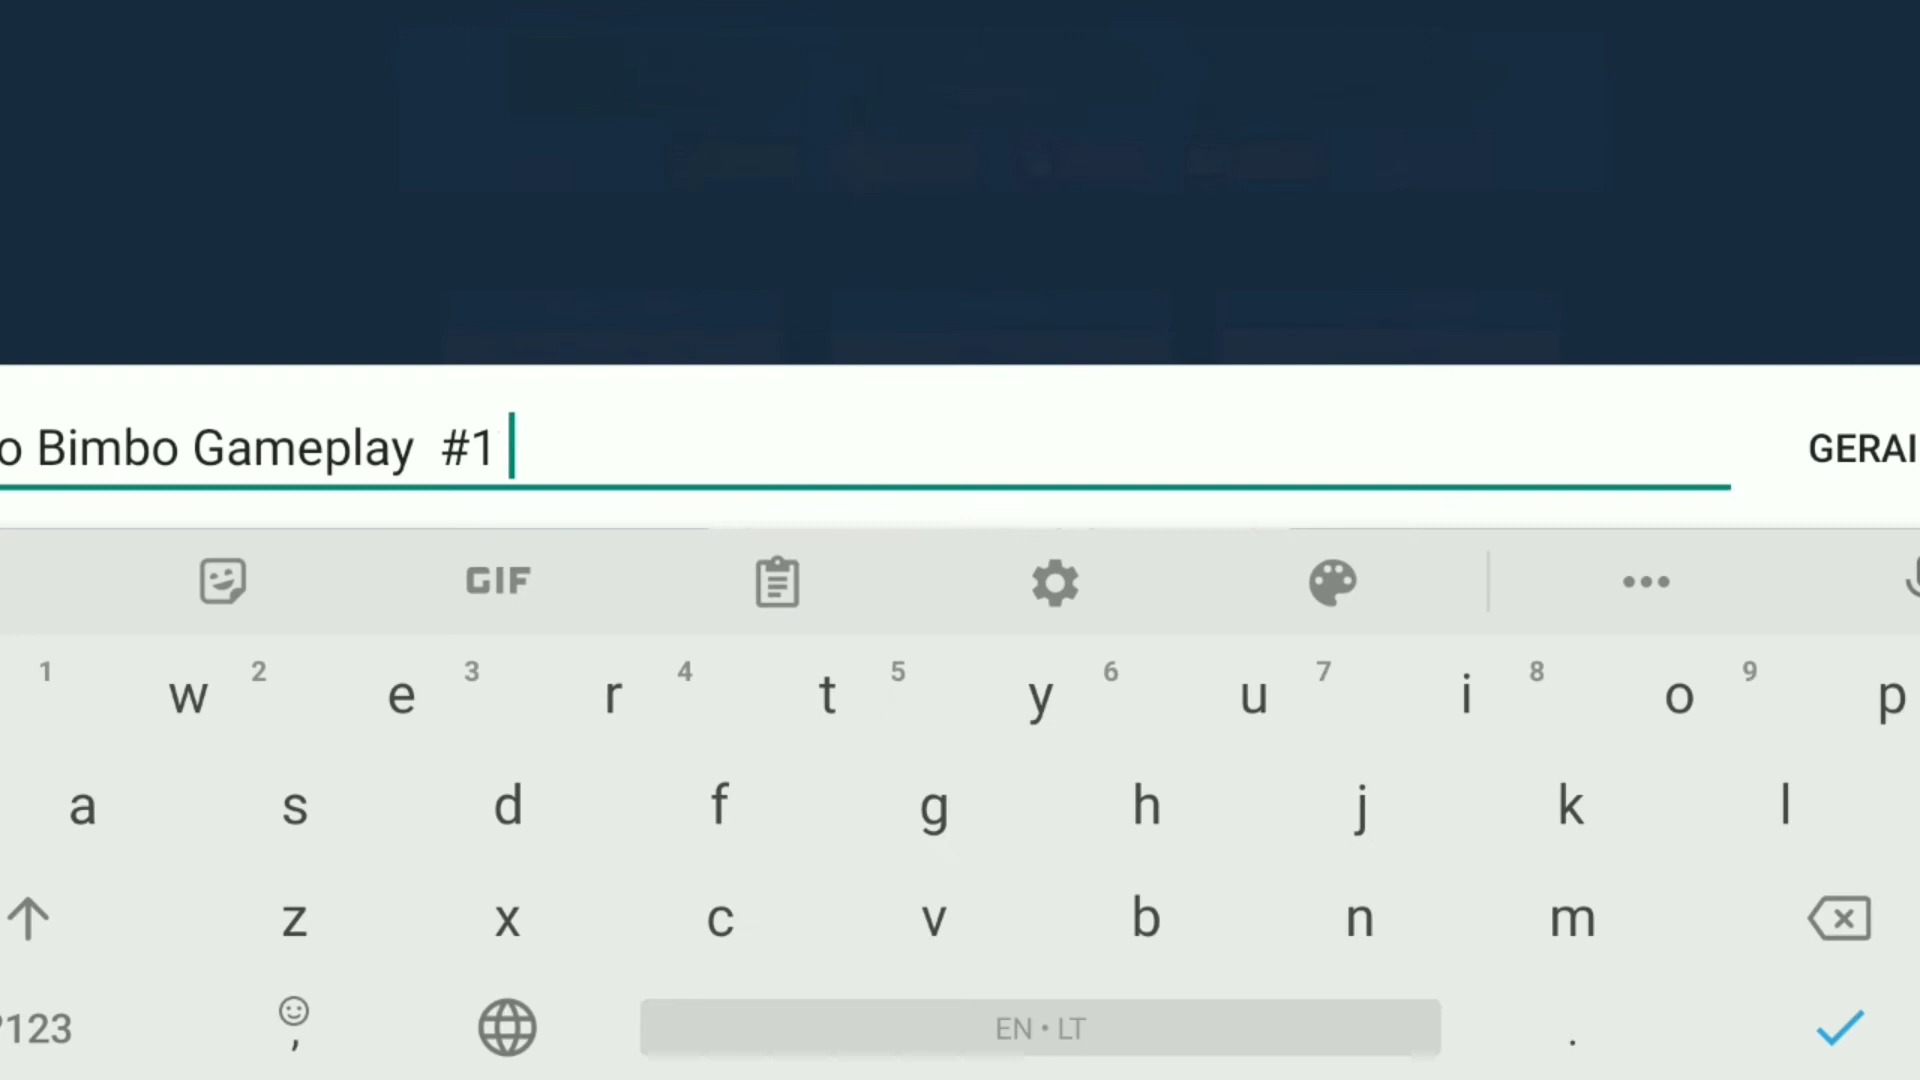 o Bimbo Gameplay  #1
GERAI
GIF
1 2 3 4 5 6 7 8 9
w e r t y u i o p
a s d f g h j k l
z x c v b n m
?123 , EN • LT .